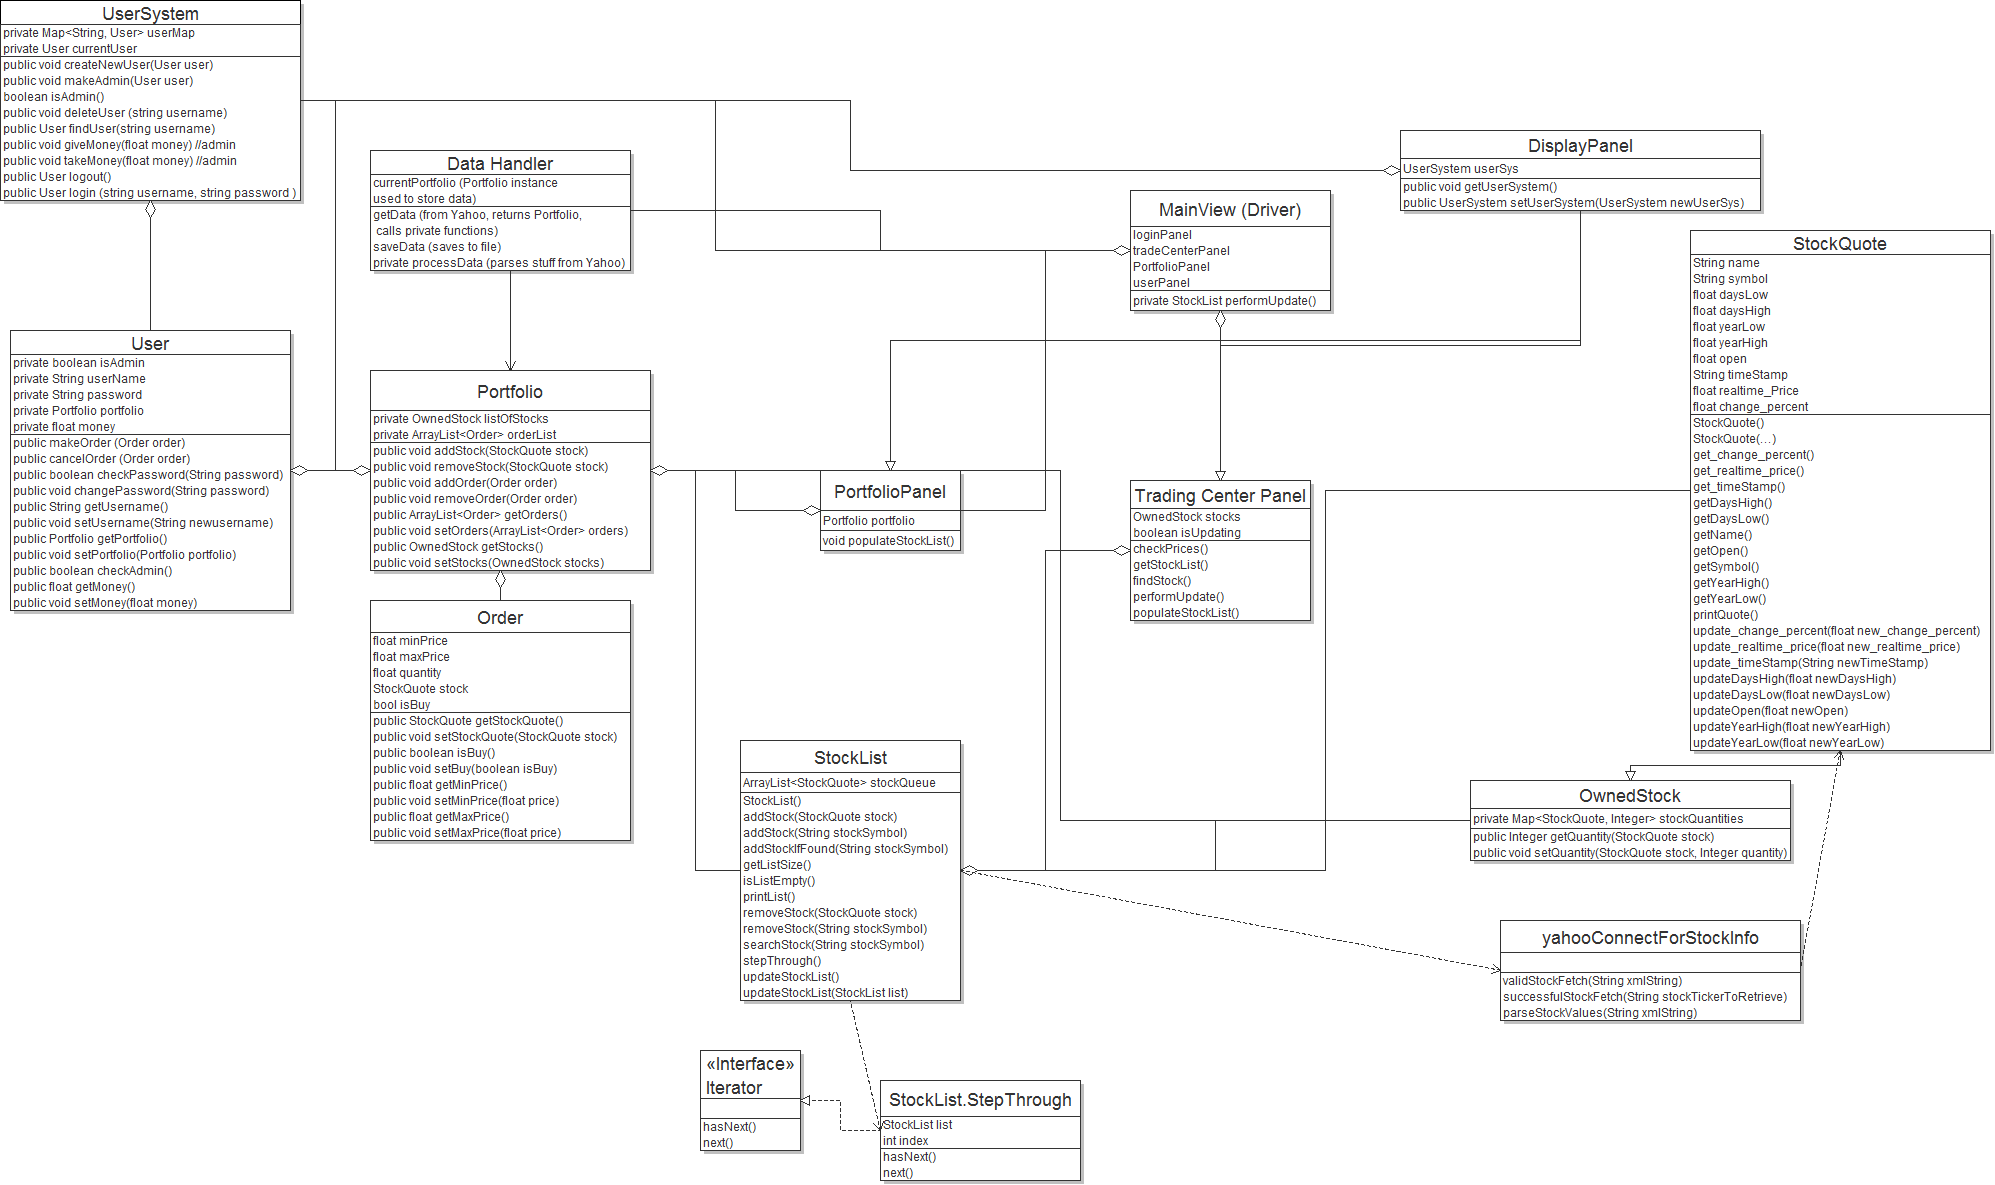 UserSystem
private Map<String, User> userMap
private User currentUser
public void createNewUser(User user)
public void makeAdmin(User user)
boolean isAdmin()
public void deleteUser (string username)
public User findUser(string username)
public void giveMoney(float money) //admin
public void takeMoney(float money) //admin
public User logout()
public User login (string username, string password )
Data Handler
currentPortfolio (Portfolio instance
used to store data)
getData (from Yahoo, returns Portfolio,
calls private functions)
saveData (saves to file)
private processData (parses stuff from Yahoo)
DisplayPanel
UserSystem userSys
public void getUserSystem()
public UserSystem setUserSystem(UserSystem newUserSys)
MainView (Driver)
loginPanel
tradeCenterPanel
PortfolioPanel
userPanel
private StockList performUpdate()
StockQuote
String name
String symbol
float daysLow
float daysHigh
float yearLow
float yearHigh
float open
String timeStamp
float realtime_Price
float change_percent
StockQuote()
StockQuote(...)
get_change_percent()
get_realtime_price()
get_timeStamp()
getDaysHigh()
getDaysLow()
getName()
getOpen()
getSymbol()
getYearHigh()
getYearLow()
printQuote()
update_change_percent(float new_change_percent)
update_realtime_price(float new_realtime_price)
update_timeStamp(String newTimeStamp)
updateDaysHigh(float newDaysHigh)
updateDaysLow(float newDaysLow)
updateOpen(float newOpen)
updateYearHigh(float newYearHigh)
updateYearLow(float newYearLow)
User
private boolean isAdmin
private String userName
private String password
private Portfolio portfolio
private float money
public makeOrder (Order order)
public cancelOrder (Order order)
public boolean checkPassword(String password)
public void changePassword(String password)
public String getUsername()
public void setUsername(String newusername)
public Portfolio getPortfolio()
public void setPortfolio(Portfolio portfolio)
public boolean checkAdmin()
public float getMoney()
public void setMoney(float money)
Portfolio
private OwnedStock listOfStocks
private ArrayList<Order> orderList
public void addStock(StockQuote stock)
public void removeStock(StockQuote stock)
public void addOrder(Order order)
public void removeOrder(Order order)
public ArrayList<Order> getOrders()
public void setOrders(ArrayList<Order> orders)
public OwnedStock getStocks()
public void setStocks(OwnedStock stocks)
PortfolioPanel
Portfolio portfolio
void populateStockList()
Trading Center Panel
OwnedStock stocks
boolean isUpdating
checkPrices()
getStockList()
findStock()
performUpdate()
populateStockList()
Order
float minPrice
float maxPrice
float quantity
StockQuote stock
bool isBuy
public StockQuote getStockQuote()
public void setStockQuote(StockQuote stock)
public boolean isBuy()
public void setBuy(boolean isBuy)
public float getMinPrice()
public void setMinPrice(float price)
public float getMaxPrice()
public void setMaxPrice(float price)
StockList
ArrayList<StockQuote> stockQueue
StockList()
addStock(StockQuote stock)
addStock(String stockSymbol)
addStockIfFound(String stockSymbol)
getListSize()
isListEmpty()
printList()
removeStock(StockQuote stock)
removeStock(String stockSymbol)
searchStock(String stockSymbol)
stepThrough()
updateStockList()
updateStockList(StockList list)
OwnedStock
private Map<StockQuote, Integer> stockQuantities
public Integer getQuantity(StockQuote stock)
public void setQuantity(StockQuote stock, Integer quantity)
yahooConnectForStockInfo
validStockFetch(String xmlString)
successfulStockFetch(String stockTickerToRetrieve)
parseStockValues(String xmlString)
«Interface»
Iterator
hasNext()
next()
StockList.StepThrough
StockList list
int index
hasNext()
next()